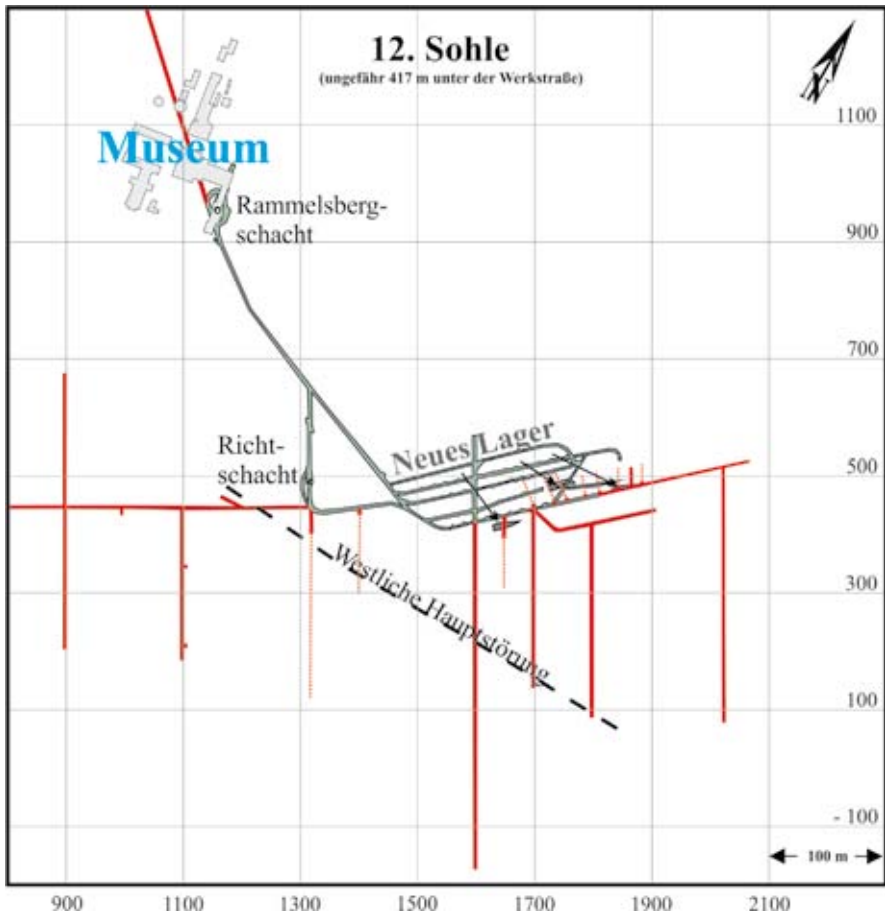 12. Sohle
(ungefähr 417 m unter der Werkstraße)
N
1100
Museum
Rammelsberg-
schacht
900
700
Richt-
schacht
Neues Lager
500
Westliche Hauptstörung
300
100
- 100
100 m
900 1100 1300 1500 1700 1900 2100